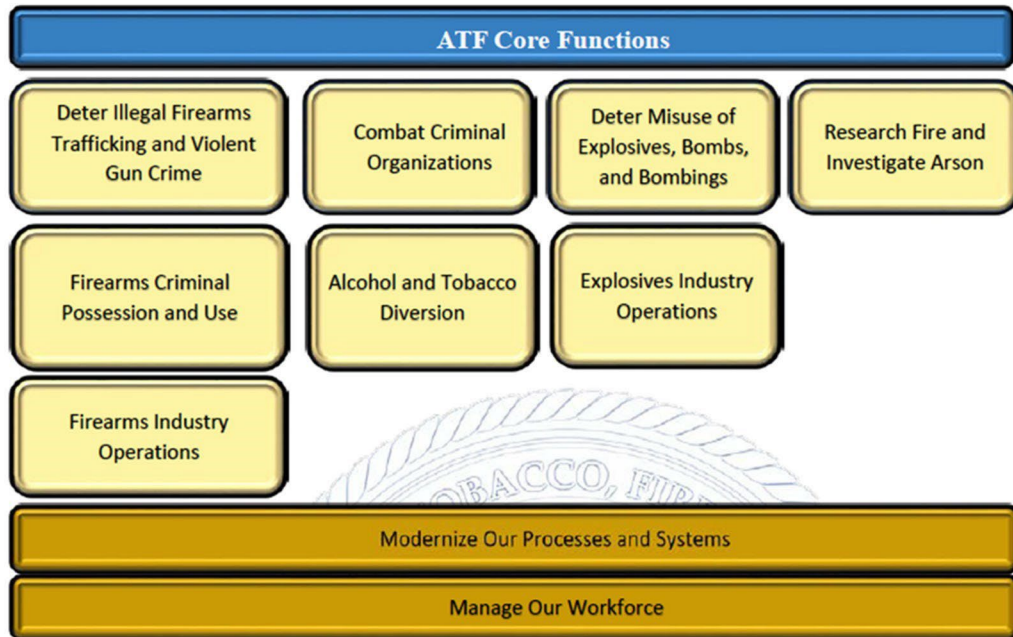 ATF Core Functions
Deter Illegal Firearms
Trafficking and Violent
Gun Crime
Combat Criminal
Organizations
Deter Misuse of
Explosives, Bombs,
and Bombings
Research Fire and
Investigate Arson
Firearms Criminal
Possession and Use
Alcohol and Tobacco
Diversion
Explosives Industry
Operations
Firearms Industry
Operations
TOBACCO, FIRE
Modernize Our Processes and Systems
Manage Our Workforce